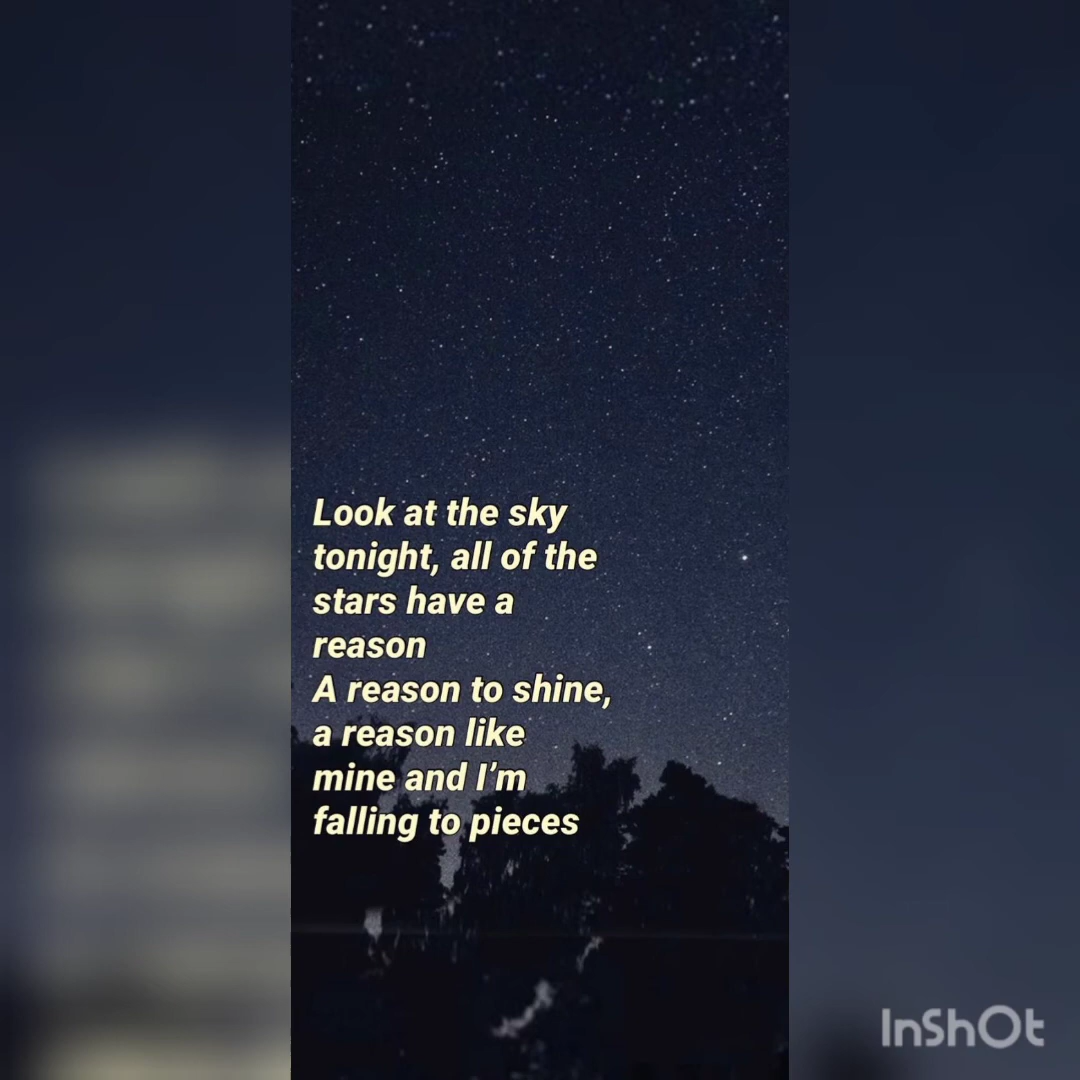 Look at the sky
tonight, all of the
stars have a
reason
A reason to shine,
a reason like
mine and I’m
falling to pieces
InShOt